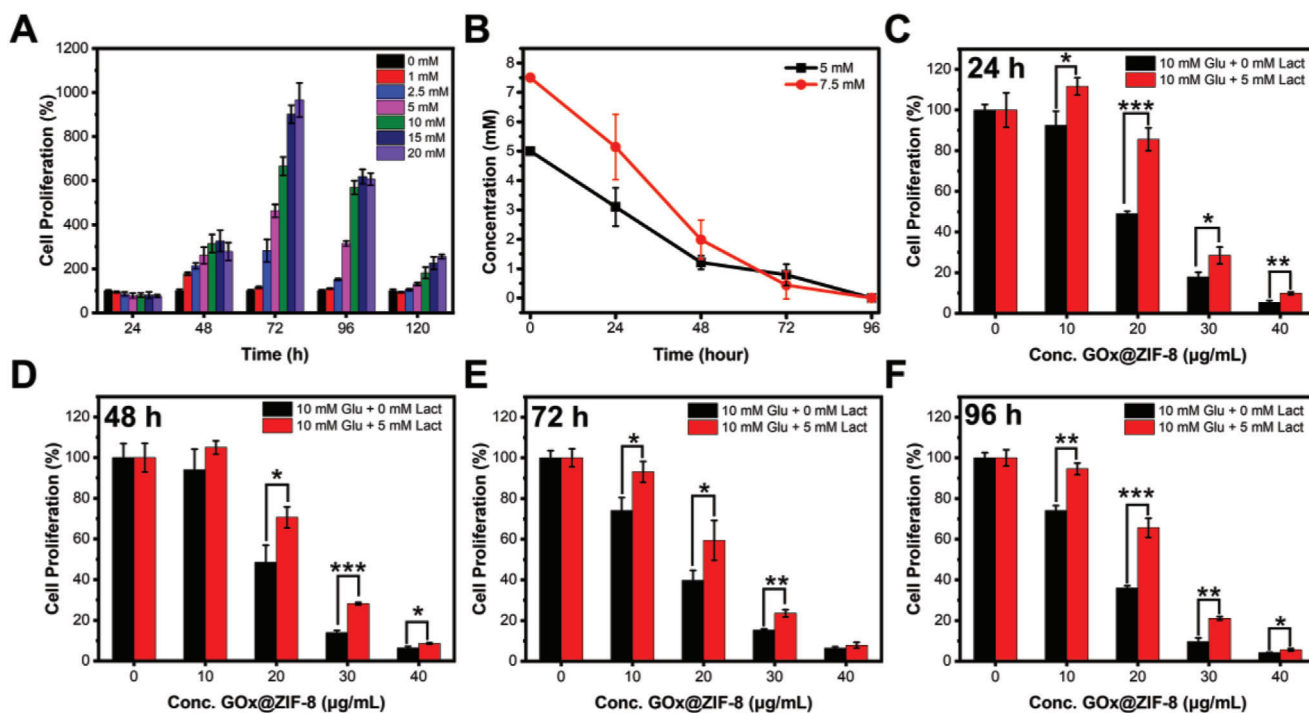 A
1200
1000
800
600
400
200
0
Cell Proliferation (%)
24
48
72
96
120
Time (h)
0 mM
1 mM
2.5 mM
5 mM
10 mM
15 mM
20 mM
B
8
7
6
5
4
3
2
1
0
Concentration (mM)
0
24
48
72
96
Time (hour)
5 mM
7.5 mM
C
24 h
10 mM Glu + 0 mM Lact
10 mM Glu + 5 mM Lact
120
100
80
60
40
20
0
Cell Proliferation (%)
*
***
*
**
0
10
20
30
40
Conc. GOx@ZIF-8 (μg/mL)
D
48 h
10 mM Glu + 0 mM Lact
10 mM Glu + 5 mM Lact
120
100
80
60
40
20
0
Cell Proliferation (%)
*
***
*
0
10
20
30
40
Conc. GOx@ZIF-8 (μg/mL)
E
72 h
10 mM Glu + 0 mM Lact
10 mM Glu + 5 mM Lact
120
100
80
60
40
20
0
Cell Proliferation (%)
*
*
**
0
10
20
30
40
Conc. GOx@ZIF-8 (μg/mL)
F
96 h
10 mM Glu + 0 mM Lact
10 mM Glu + 5 mM Lact
120
100
80
60
40
20
0
Cell Proliferation (%)
**
***
**
*
0
10
20
30
40
Conc. GOx@ZIF-8 (μg/mL)